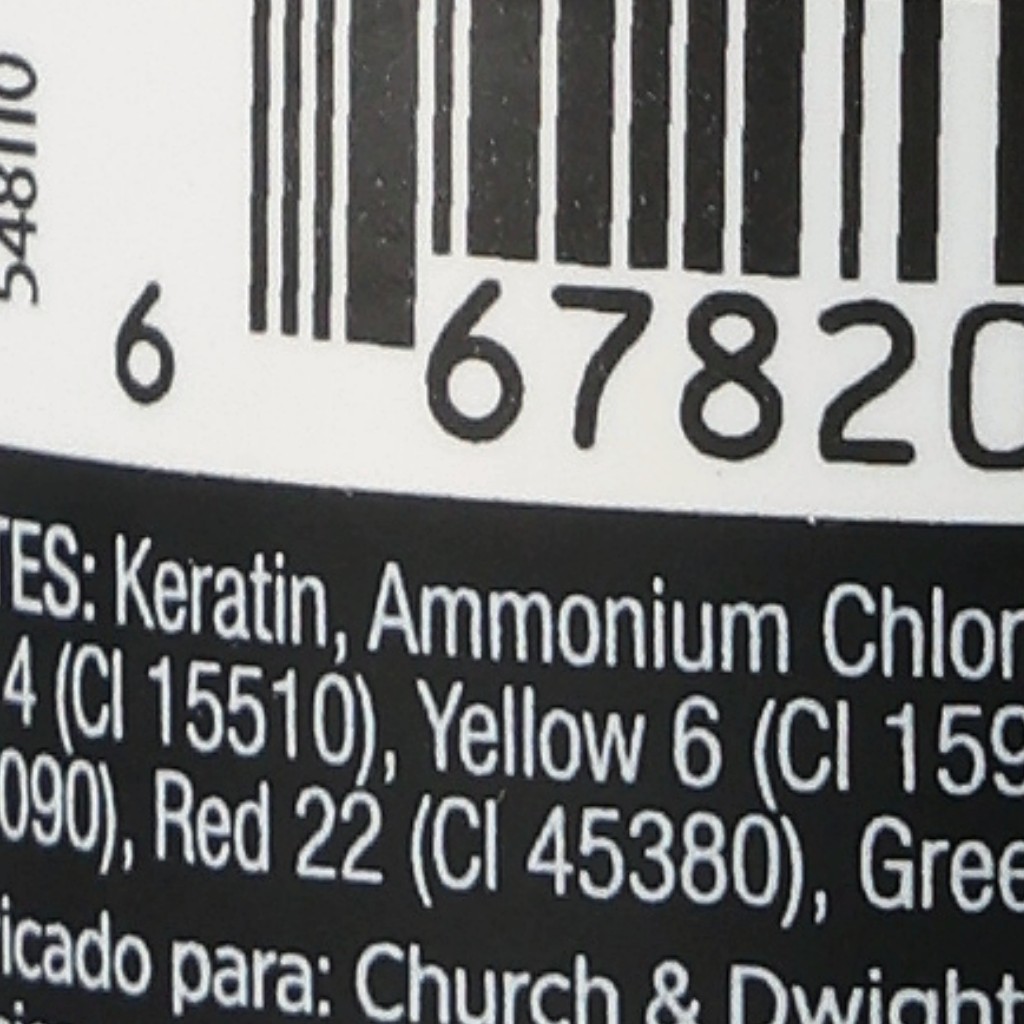 5481110
6 67820
TES: Keratin, Ammonium Chlor
4 (CI 15510), Yellow 6 (CI 159
090), Red 22 (CI 45380), Gree
icado para: Church & Dwight